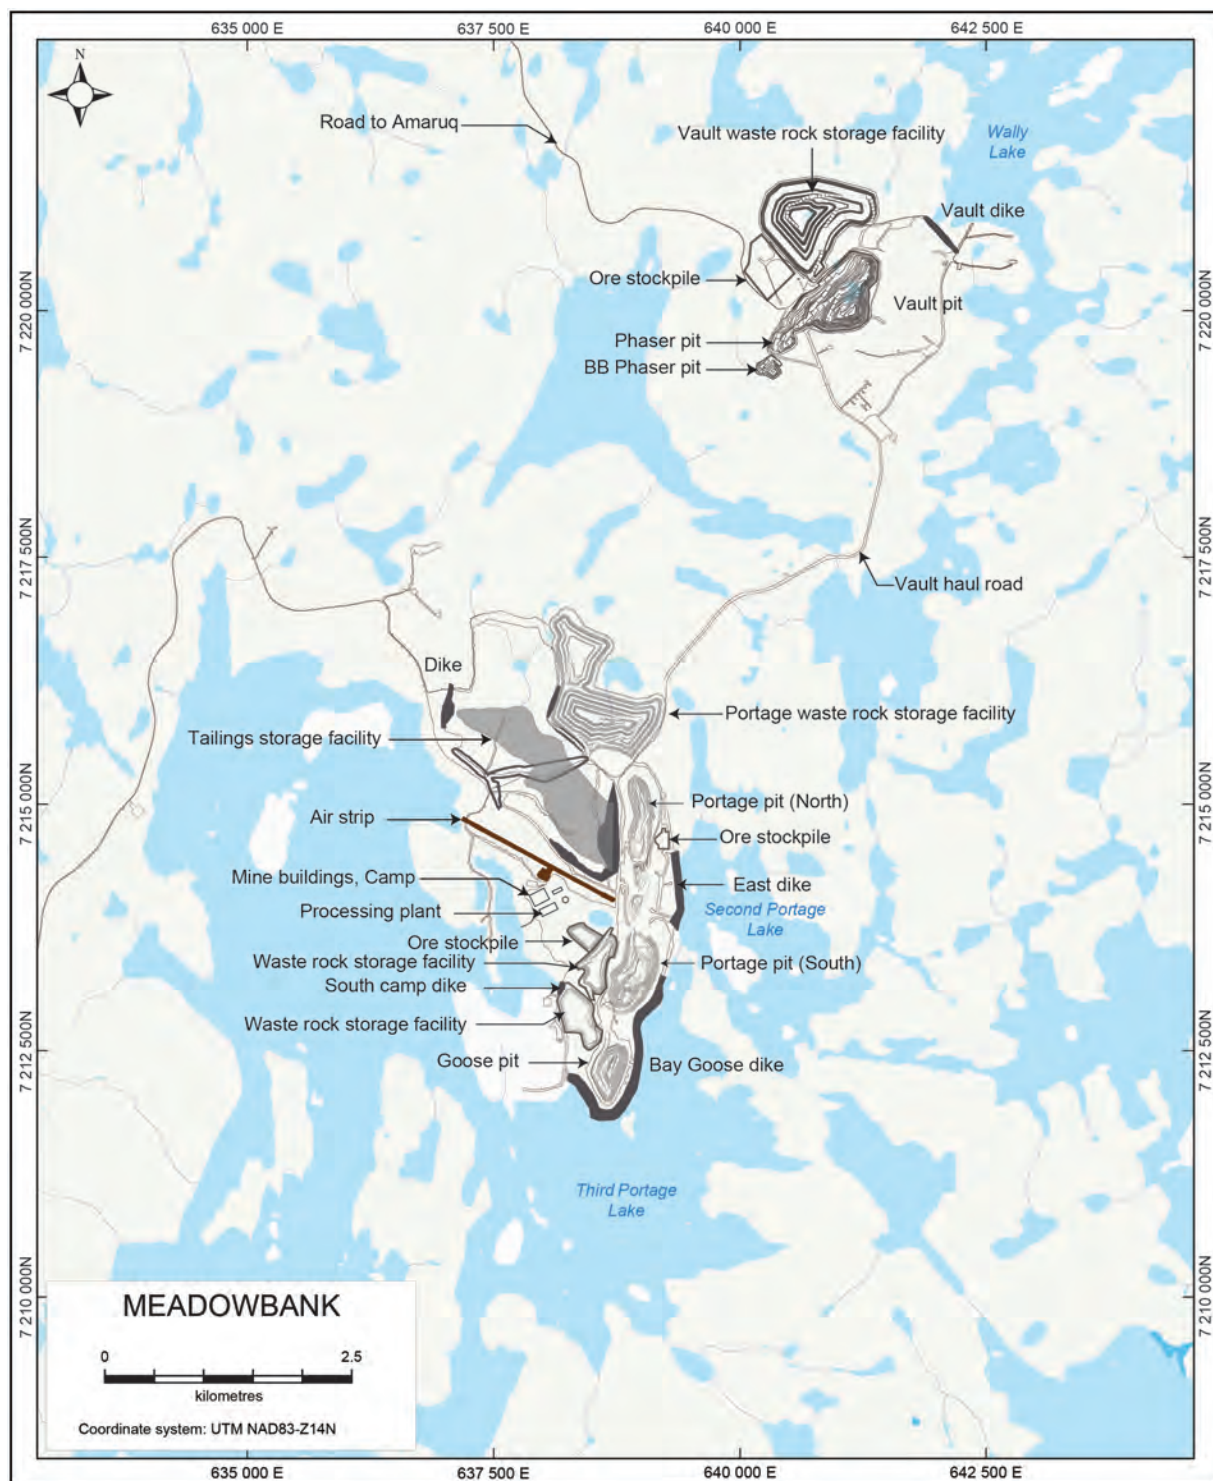 635 000 E
637 500 E
640 000 E
642 500 E
N
Road to Amaruq
Vault waste rock storage facility
Wally
Lake
Vault dike
Ore stockpile
Vault pit
7 220 000N
7 220 000N
Phaser pit
BB Phaser pit
7 217 500N
7 217 500N
Vault haul road
Dike
Portage waste rock storage facility
Tailings storage facility
7 215 000N
7 215 000N
Portage pit (North)
Air strip
Ore stockpile
Mine buildings, Camp
East dike
Processing plant
Second Portage
Lake
Ore stockpile
Waste rock storage facility
Portage pit (South)
South camp dike
Waste rock storage facility
7 212 500N
7 212 500N
Goose pit
Bay Goose dike
Third Portage
Lake
7 210 000N
7 210 000N
MEADOWBANK
0
2.5
kilometres
Coordinate system: UTM NAD83-Z14N
635 000 E
637 500 E
640 000 E
642 500 E